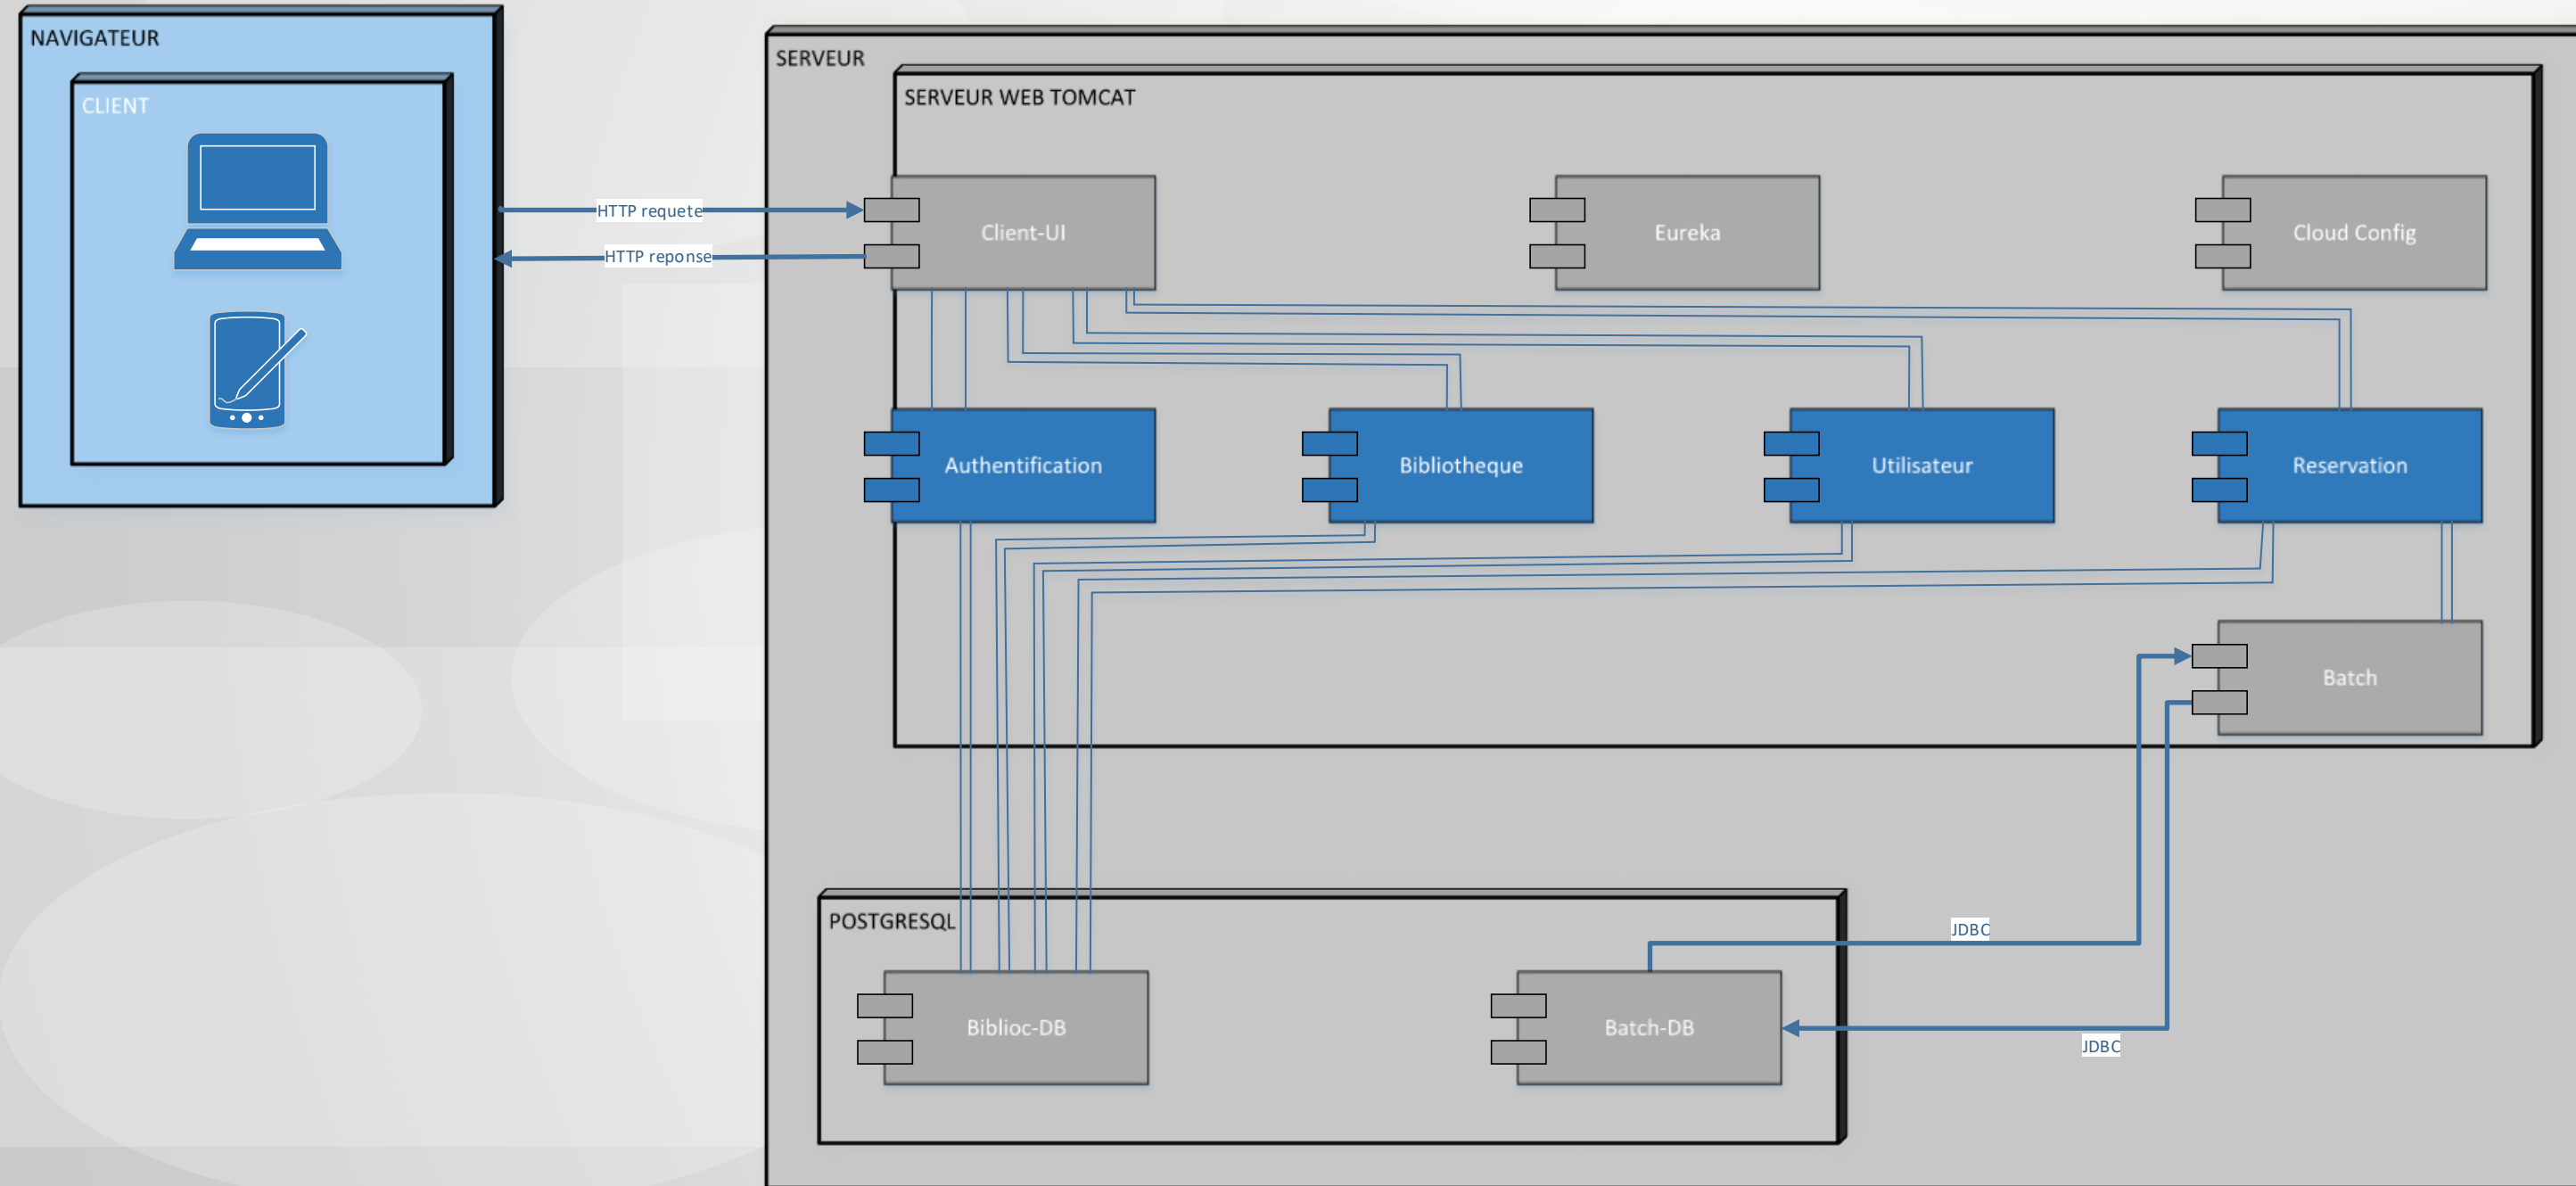 NAVIGATEUR
CLIENT
HTTP requete
HTTP reponse
SERVEUR
SERVEUR WEB TOMCAT
Client-UI
Eureka
Cloud Config
Authentification
Bibliotheque
Utilisateur
Reservation
Batch
POSTGRESQL
JDBC
Biblioc-DB
Batch-DB
JDBC